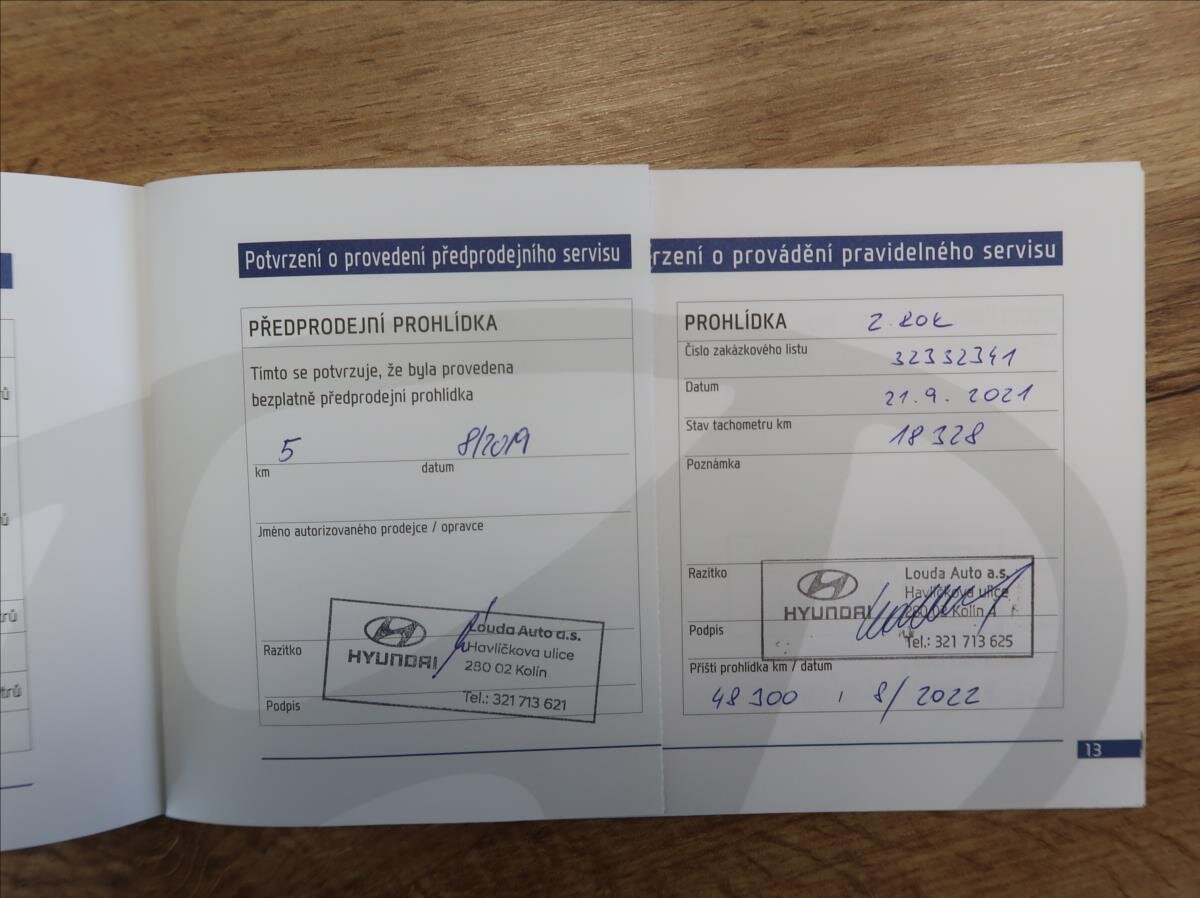 Potvrzení o provedení předprodejního servisu
PŘEDPRODEJNÍ PROHLÍDKA
Tímto se potvrzuje, že byla provedena
bezplatně předprodejní prohlídka
5 8/2019
km datum
Jméno autorizovaného prodejce / opravce
Razítko
Podpis
HYUNDAI
Louda Auto a.s.
Havlíčkova ulice
280 02 Kolín
Tel.: 321 713 621
rzení o provádění pravidelného servisu
PROHLÍDKA 2. ROK
Číslo zakázkového listu 32332341
Datum 21.9.2021
Stav tachometru km 18 328
Poznámka
Razítko
Podpis
HYUNDAI
Louda Auto a.s.
Havlíčkova ulice
280 02 Kolín 4
Tel.: 321 713 625
Příští prohlídka km / datum
48 300 / 8/2022
13
trů